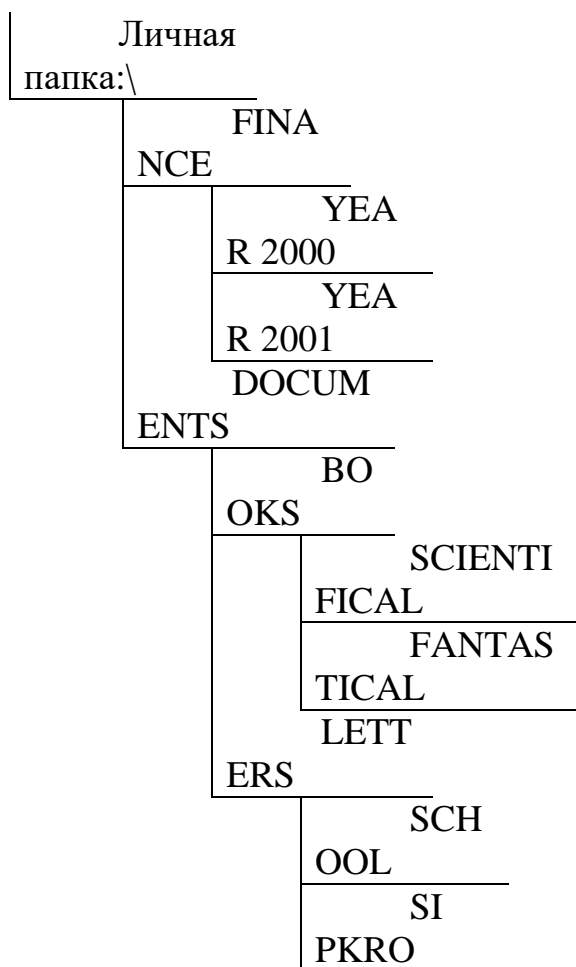 Личная
папка:\
FINA
NCE
YEA
R 2000
YEA
R 2001
DOCUM
ENTS
BO
OKS
SCIENTI
FICAL
FANTAS
TICAL
LETT
ERS
SCH
OOL
SI
PKRO